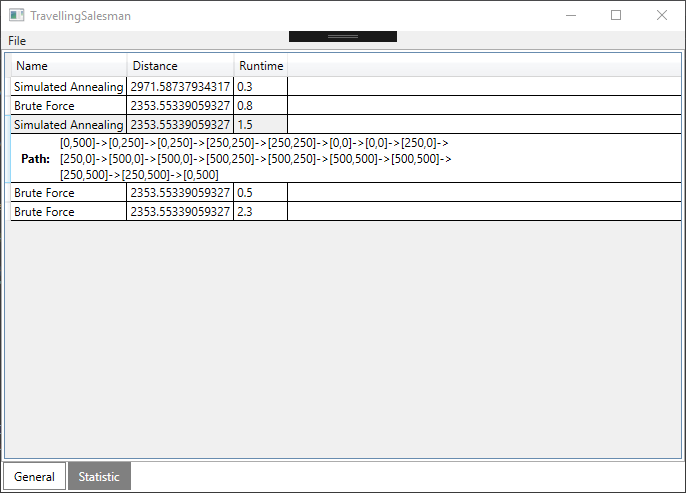 TravellingSalesman
File
Name Distance Runtime
Simulated Annealing 2971.58737934317 0.3
Brute Force 2353.55339059327 0.8
Simulated Annealing 2353.55339059327 1.5
Path: [0,500]->[0,250]->[0,250]->[250,250]->[250,250]->[0,0]->[0,0]->[250,0]->
[250,0]->[500,0]->[500,0]->[500,250]->[500,250]->[500,500]->[500,500]->
[250,500]->[250,500]->[0,500]
Brute Force 2353.55339059327 0.5
Brute Force 2353.55339059327 2.3
General Statistic